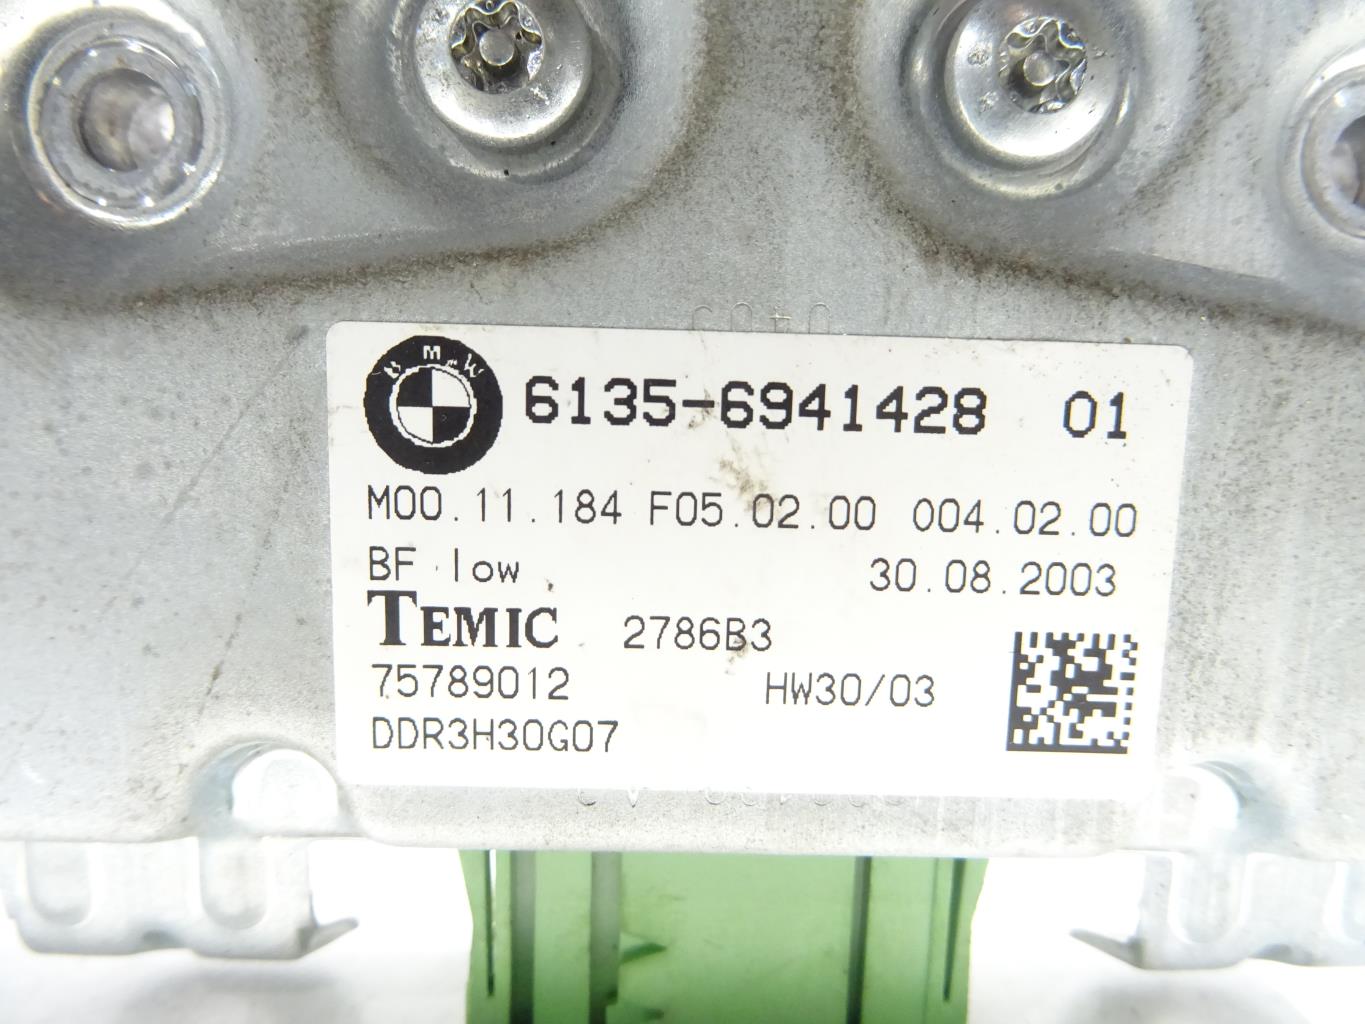 BMW
6135-6941428 01
M00.11.184 F05.02.00 004.02.00
BF low 30.08.2003
TEMIC 2786B3
75789012 HW30/03
DDR3H30G07